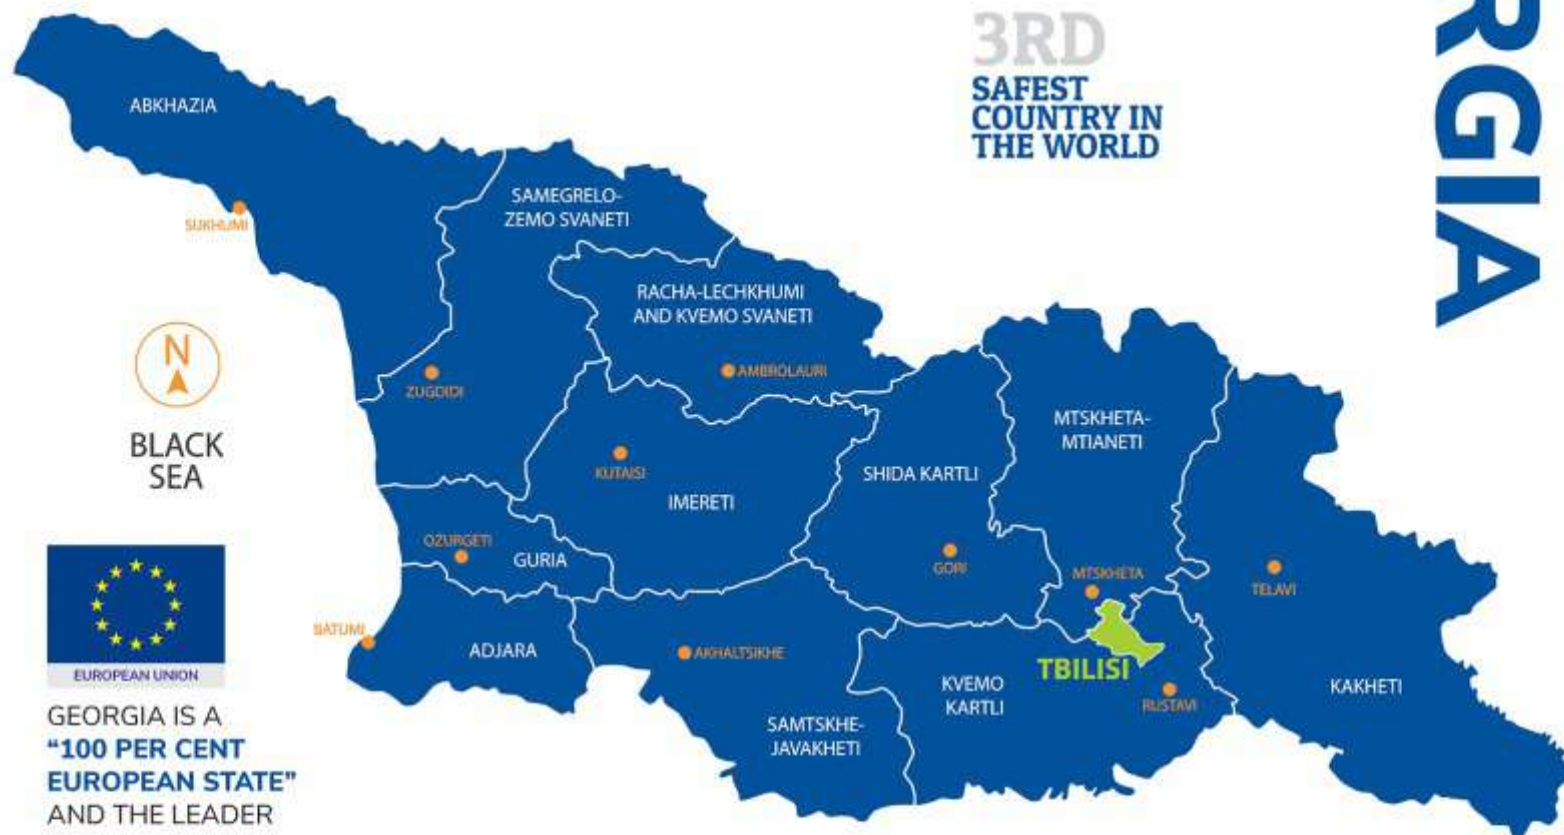 3RD
SAFEST
COUNTRY IN
THE WORLD
RGIA
ABKHAZIA
SUKHUMI
SAMEGRELO-
ZEMO SVANETI
RACHA-LECHKHUMI
AND KVEMO SVANETI
AMBROLAURI
ZUGDIDI
N
BLACK
SEA
KUTAISI
IMERETI
SHIDA KARTLI
MTSKHETA-
MTIANETI
OZURGETI
GURIA
GORI
MTSKHETA
TELAVI
BATUMI
ADJARA
AKHALTSIKHE
TBILISI
KVEMO
KARTLI
RUSTAVI
KAKHETI
SAMTSKHE-
JAVAKHETI
EUROPEAN UNION
GEORGIA IS A
“100 PER CENT
EUROPEAN STATE”
AND THE LEADER